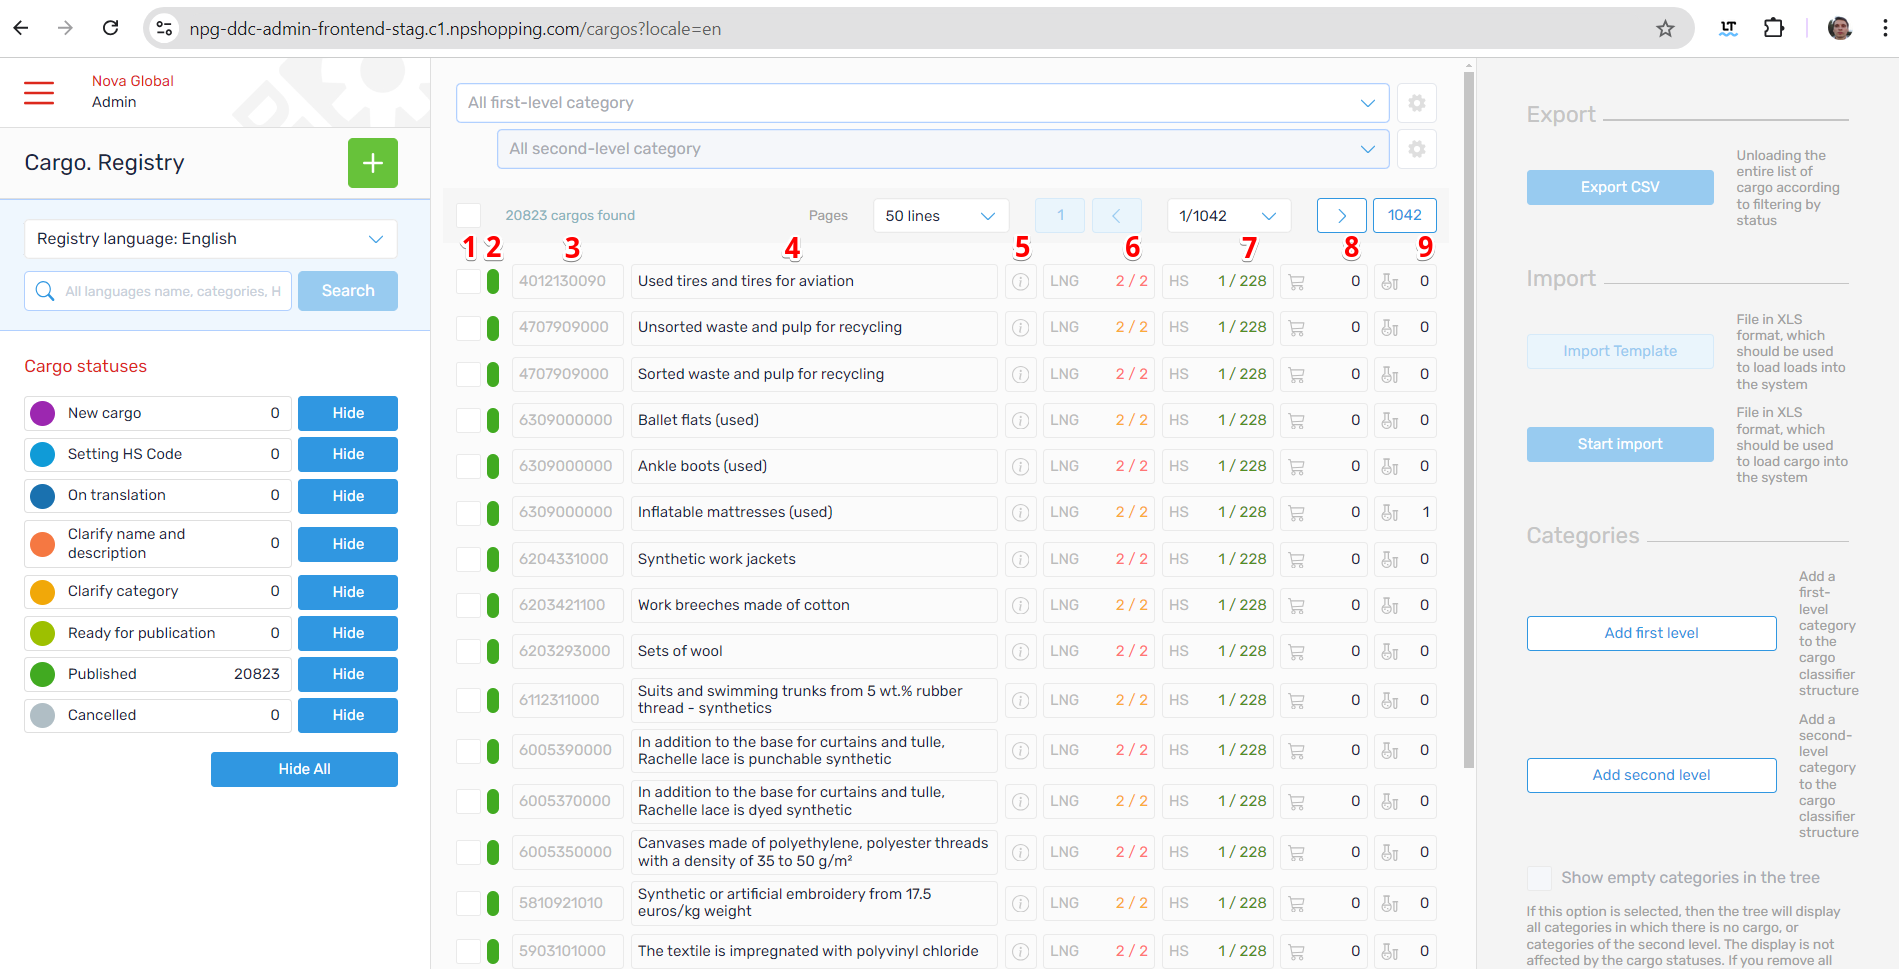 npg-ddc-admin-frontend-stag.c1.npshopping.com/cargos?locale=en
LT
Nova Global
Admin
Cargo. Registry
+
Registry language: English
All languages name, categories, H
Search
Cargo statuses
New cargo 0 Hide
Setting HS Code 0 Hide
On translation 0 Hide
Clarify name and
description 0 Hide
Clarify category 0 Hide
Ready for publication 0 Hide
Published 20823 Hide
Cancelled 0 Hide
Hide All
All first-level category
All second-level category
20823 cargos found Pages 50 lines 1 < 1/1042 > 1042
1 2 3 4 5 6 7 8 9
4012130090 Used tires and tires for aviation LNG 2 / 2 HS 1 / 228 0 0
4707909000 Unsorted waste and pulp for recycling LNG 2 / 2 HS 1 / 228 0 0
4707909000 Sorted waste and pulp for recycling LNG 2 / 2 HS 1 / 228 0 0
6309000000 Ballet flats (used) LNG 2 / 2 HS 1 / 228 0 0
6309000000 Ankle boots (used) LNG 2 / 2 HS 1 / 228 0 0
6309000000 Inflatable mattresses (used) LNG 2 / 2 HS 1 / 228 0 1
6204331000 Synthetic work jackets LNG 2 / 2 HS 1 / 228 0 0
6203421100 Work breeches made of cotton LNG 2 / 2 HS 1 / 228 0 0
6203293000 Sets of wool LNG 2 / 2 HS 1 / 228 0 0
6112311000 Suits and swimming trunks from 5 wt.% rubber
thread - synthetics LNG 2 / 2 HS 1 / 228 0 0
6005390000 In addition to the base for curtains and tulle,
Rachelle lace is punchable synthetic LNG 2 / 2 HS 1 / 228 0 0
6005370000 In addition to the base for curtains and tulle,
Rachelle lace is dyed synthetic LNG 2 / 2 HS 1 / 228 0 0
6005350000 Canvases made of polyethylene, polyester threads
with a density of 35 to 50 g/m² LNG 2 / 2 HS 1 / 228 0 0
5810921010 Synthetic or artificial embroidery from 17.5
euros/kg weight LNG 2 / 2 HS 1 / 228 0 0
5903101000 The textile is impregnated with polyvinyl chloride LNG 2 / 2 HS 1 / 228 0 0
Export
Export CSV
Unloading the
entire list of
cargo according
to filtering by
status
Import
Import Template
File in XLS
format, which
should be used
to load loads into
the system
Start import
File in XLS
format, which
should be used
to load cargo into
the system
Categories
Add first level
Add a
first-
level
category
to the
cargo
classifier
structure
Add second level
Add a
second-
level
category
to the
cargo
classifier
structure
Show empty categories in the tree
If this option is selected, then the tree will display
all categories in which there is no cargo, or
categories of the second level. The display is not
affected by the cargo statuses. If you remove all